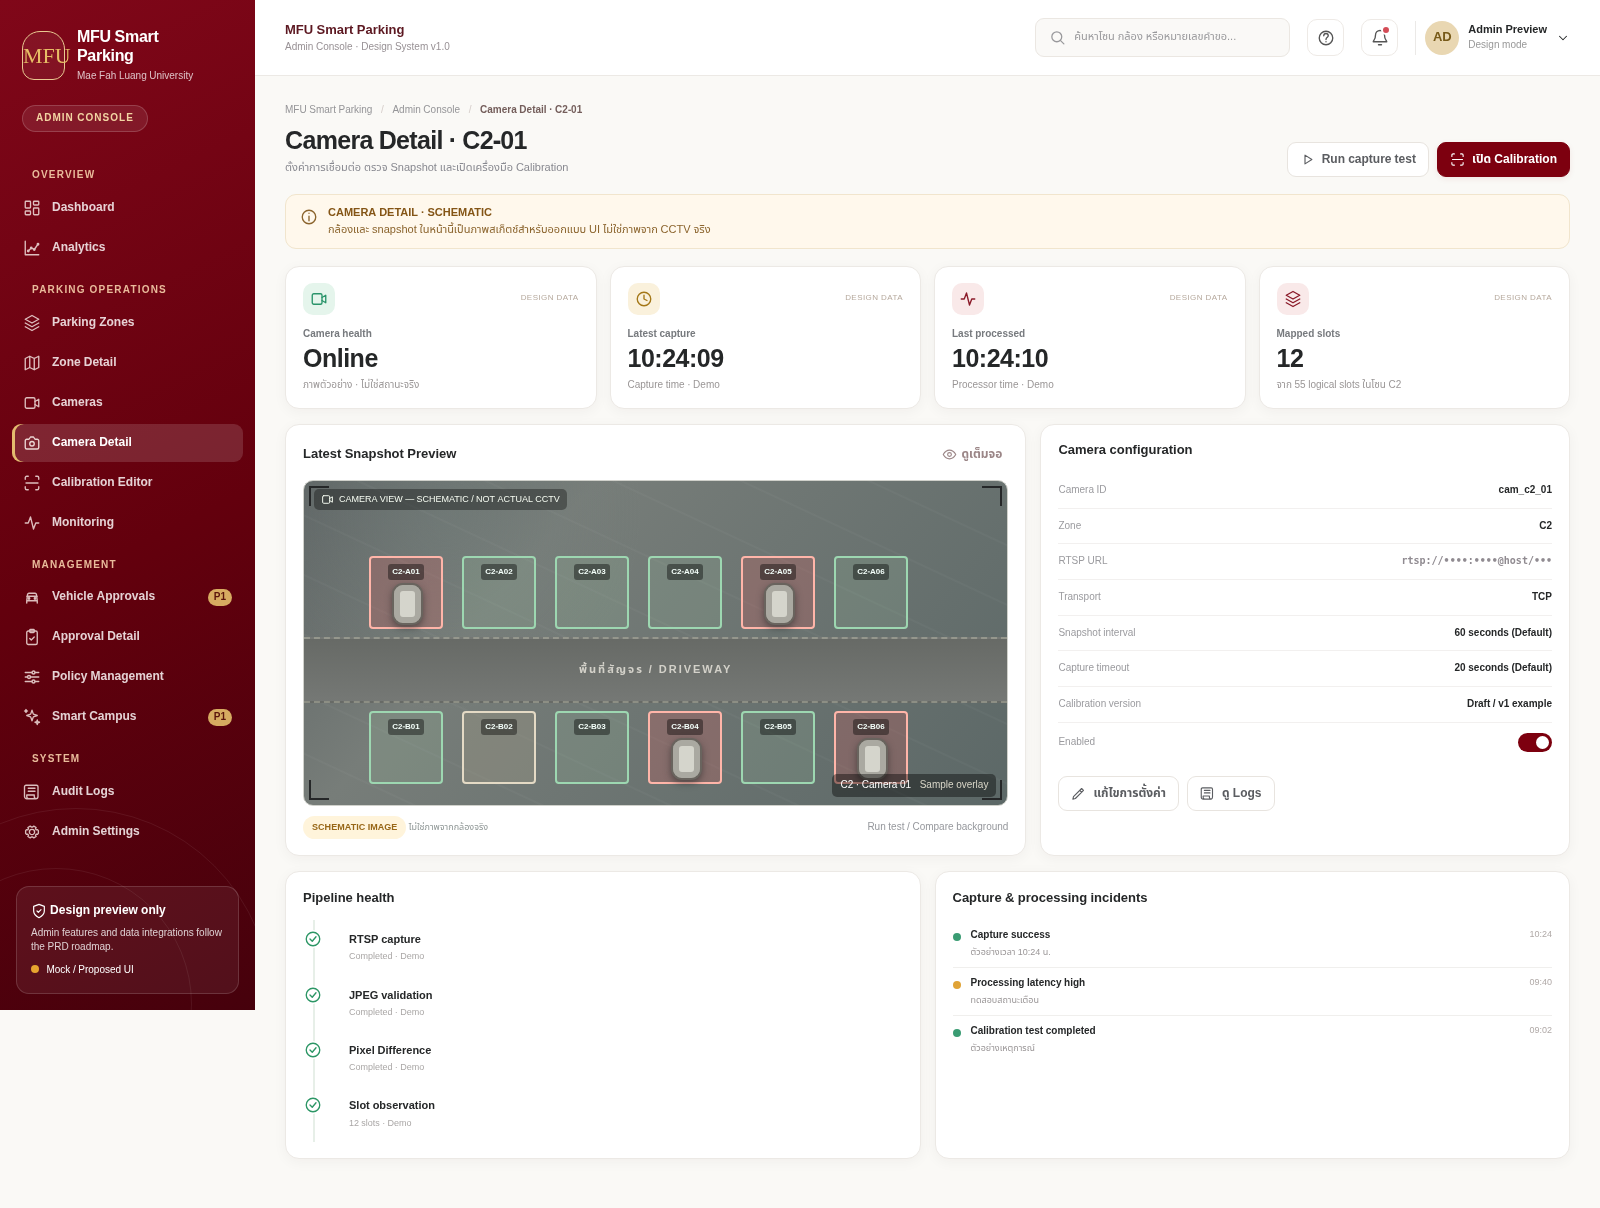 MFU
MFU Smart
Parking
Mae Fah Luang University
ADMIN CONSOLE
OVERVIEW
Dashboard
Analytics
PARKING OPERATIONS
Parking Zones
Zone Detail
Cameras
Camera Detail
Calibration Editor
Monitoring
MANAGEMENT
Vehicle Approvals P1
Approval Detail
Policy Management
Smart Campus P1
SYSTEM
Audit Logs
Admin Settings
Design preview only
Admin features and data integrations follow
the PRD roadmap.
Mock / Proposed UI
MFU Smart Parking
Admin Console · Design System v1.0
ค้นหาโซน กล้อง หรือหมายเลขคำขอ...
AD
Admin Preview
Design mode
MFU Smart Parking / Admin Console / Camera Detail · C2-01
Camera Detail · C2-01
ตั้งค่าการเชื่อมต่อ ตรวจ Snapshot และเปิดเครื่องมือ Calibration
Run capture test
เปิด Calibration
CAMERA DETAIL · SCHEMATIC
กล้องและ snapshot ในหน้านี้เป็นภาพสเก็ตช์สำหรับออกแบบ UI ไม่ใช่ภาพจาก CCTV จริง
DESIGN DATA
Camera health
Online
ภาพตัวอย่าง · ไม่ใช่สถานะจริง
DESIGN DATA
Latest capture
10:24:09
Capture time · Demo
DESIGN DATA
Last processed
10:24:10
Processor time · Demo
DESIGN DATA
Mapped slots
12
จาก 55 logical slots ในโซน C2
Latest Snapshot Preview
ดูเต็มจอ
CAMERA VIEW — SCHEMATIC / NOT ACTUAL CCTV
C2-A01 C2-A02 C2-A03 C2-A04 C2-A05 C2-A06
พื้นที่สัญจร / DRIVEWAY
C2-B01 C2-B02 C2-B03 C2-B04 C2-B05 C2-B06
C2 · Camera 01 Sample overlay
SCHEMATIC IMAGE ไม่ใช่ภาพจากกล้องจริง
Run test / Compare background
Camera configuration
Camera ID cam_c2_01
Zone C2
RTSP URL rtsp://••••:••••@host/•••
Transport TCP
Snapshot interval 60 seconds (Default)
Capture timeout 20 seconds (Default)
Calibration version Draft / v1 example
Enabled
แก้ไขการตั้งค่า
ดู Logs
Pipeline health
RTSP capture
Completed · Demo
JPEG validation
Completed · Demo
Pixel Difference
Completed · Demo
Slot observation
12 slots · Demo
Capture & processing incidents
Capture success 10:24
ตัวอย่างเวลา 10:24 น.
Processing latency high 09:40
ทดสอบสถานะเตือน
Calibration test completed 09:02
ตัวอย่างเหตุการณ์